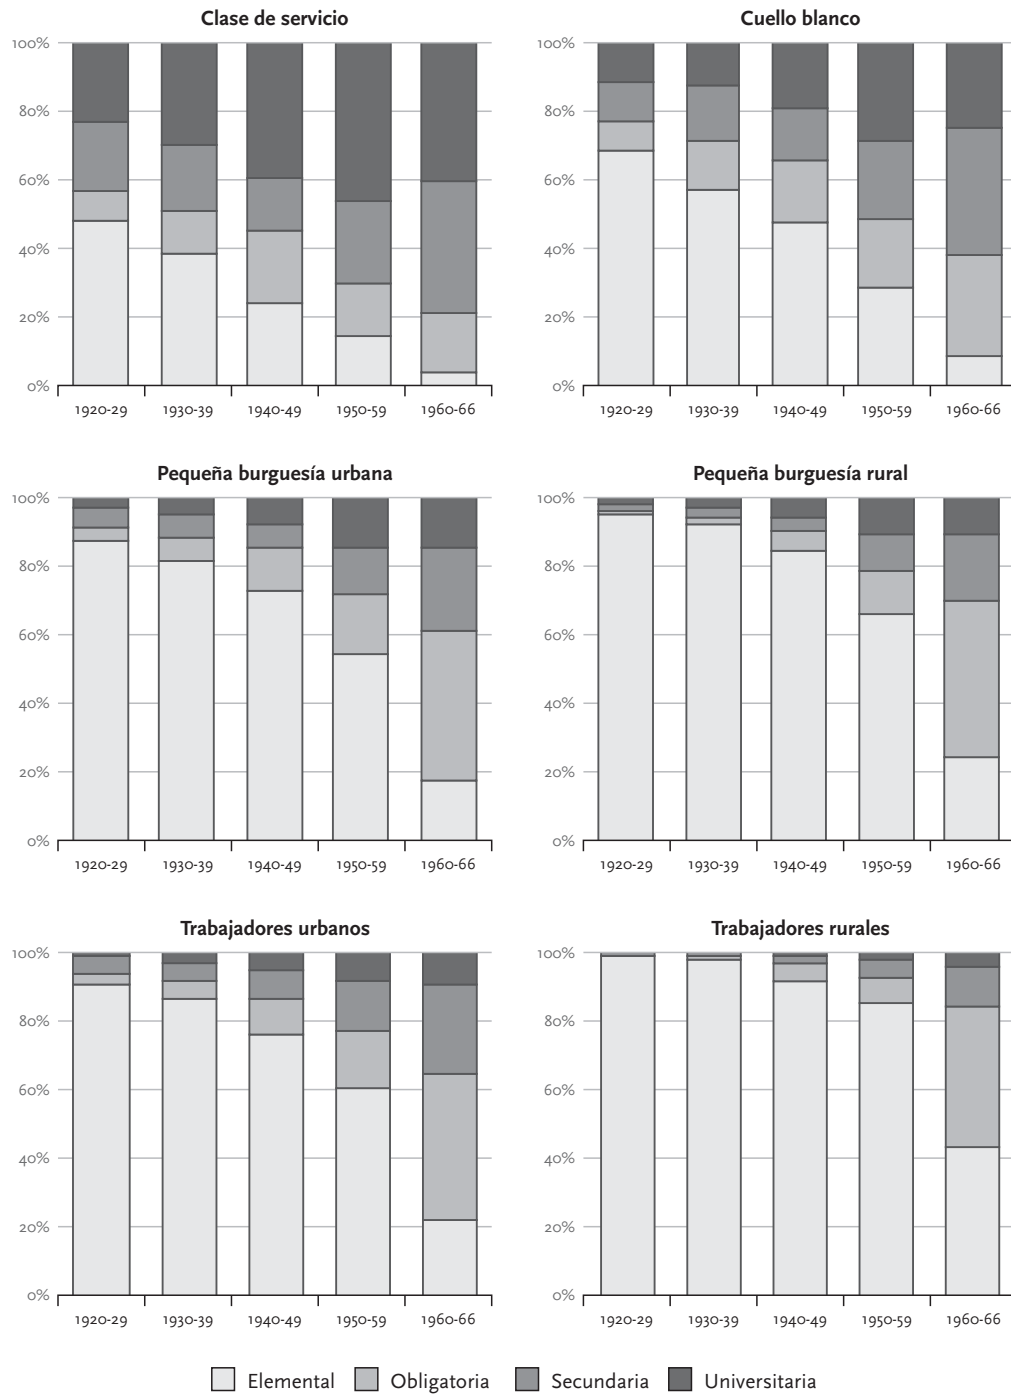 Clase de servicio
100%
80%
60%
40%
20%
0%
1920-29 1930-39 1940-49 1950-59 1960-66
Cuello blanco
100%
80%
60%
40%
20%
0%
1920-29 1930-39 1940-49 1950-59 1960-66
Pequeña burguesía urbana
100%
80%
60%
40%
20%
0%
1920-29 1930-39 1940-49 1950-59 1960-66
Pequeña burguesía rural
100%
80%
60%
40%
20%
0%
1920-29 1930-39 1940-49 1950-59 1960-66
Trabajadores urbanos
100%
80%
60%
40%
20%
0%
1920-29 1930-39 1940-49 1950-59 1960-66
Trabajadores rurales
100%
80%
60%
40%
20%
0%
1920-29 1930-39 1940-49 1950-59 1960-66
Elemental Obligatoria Secundaria Universitaria